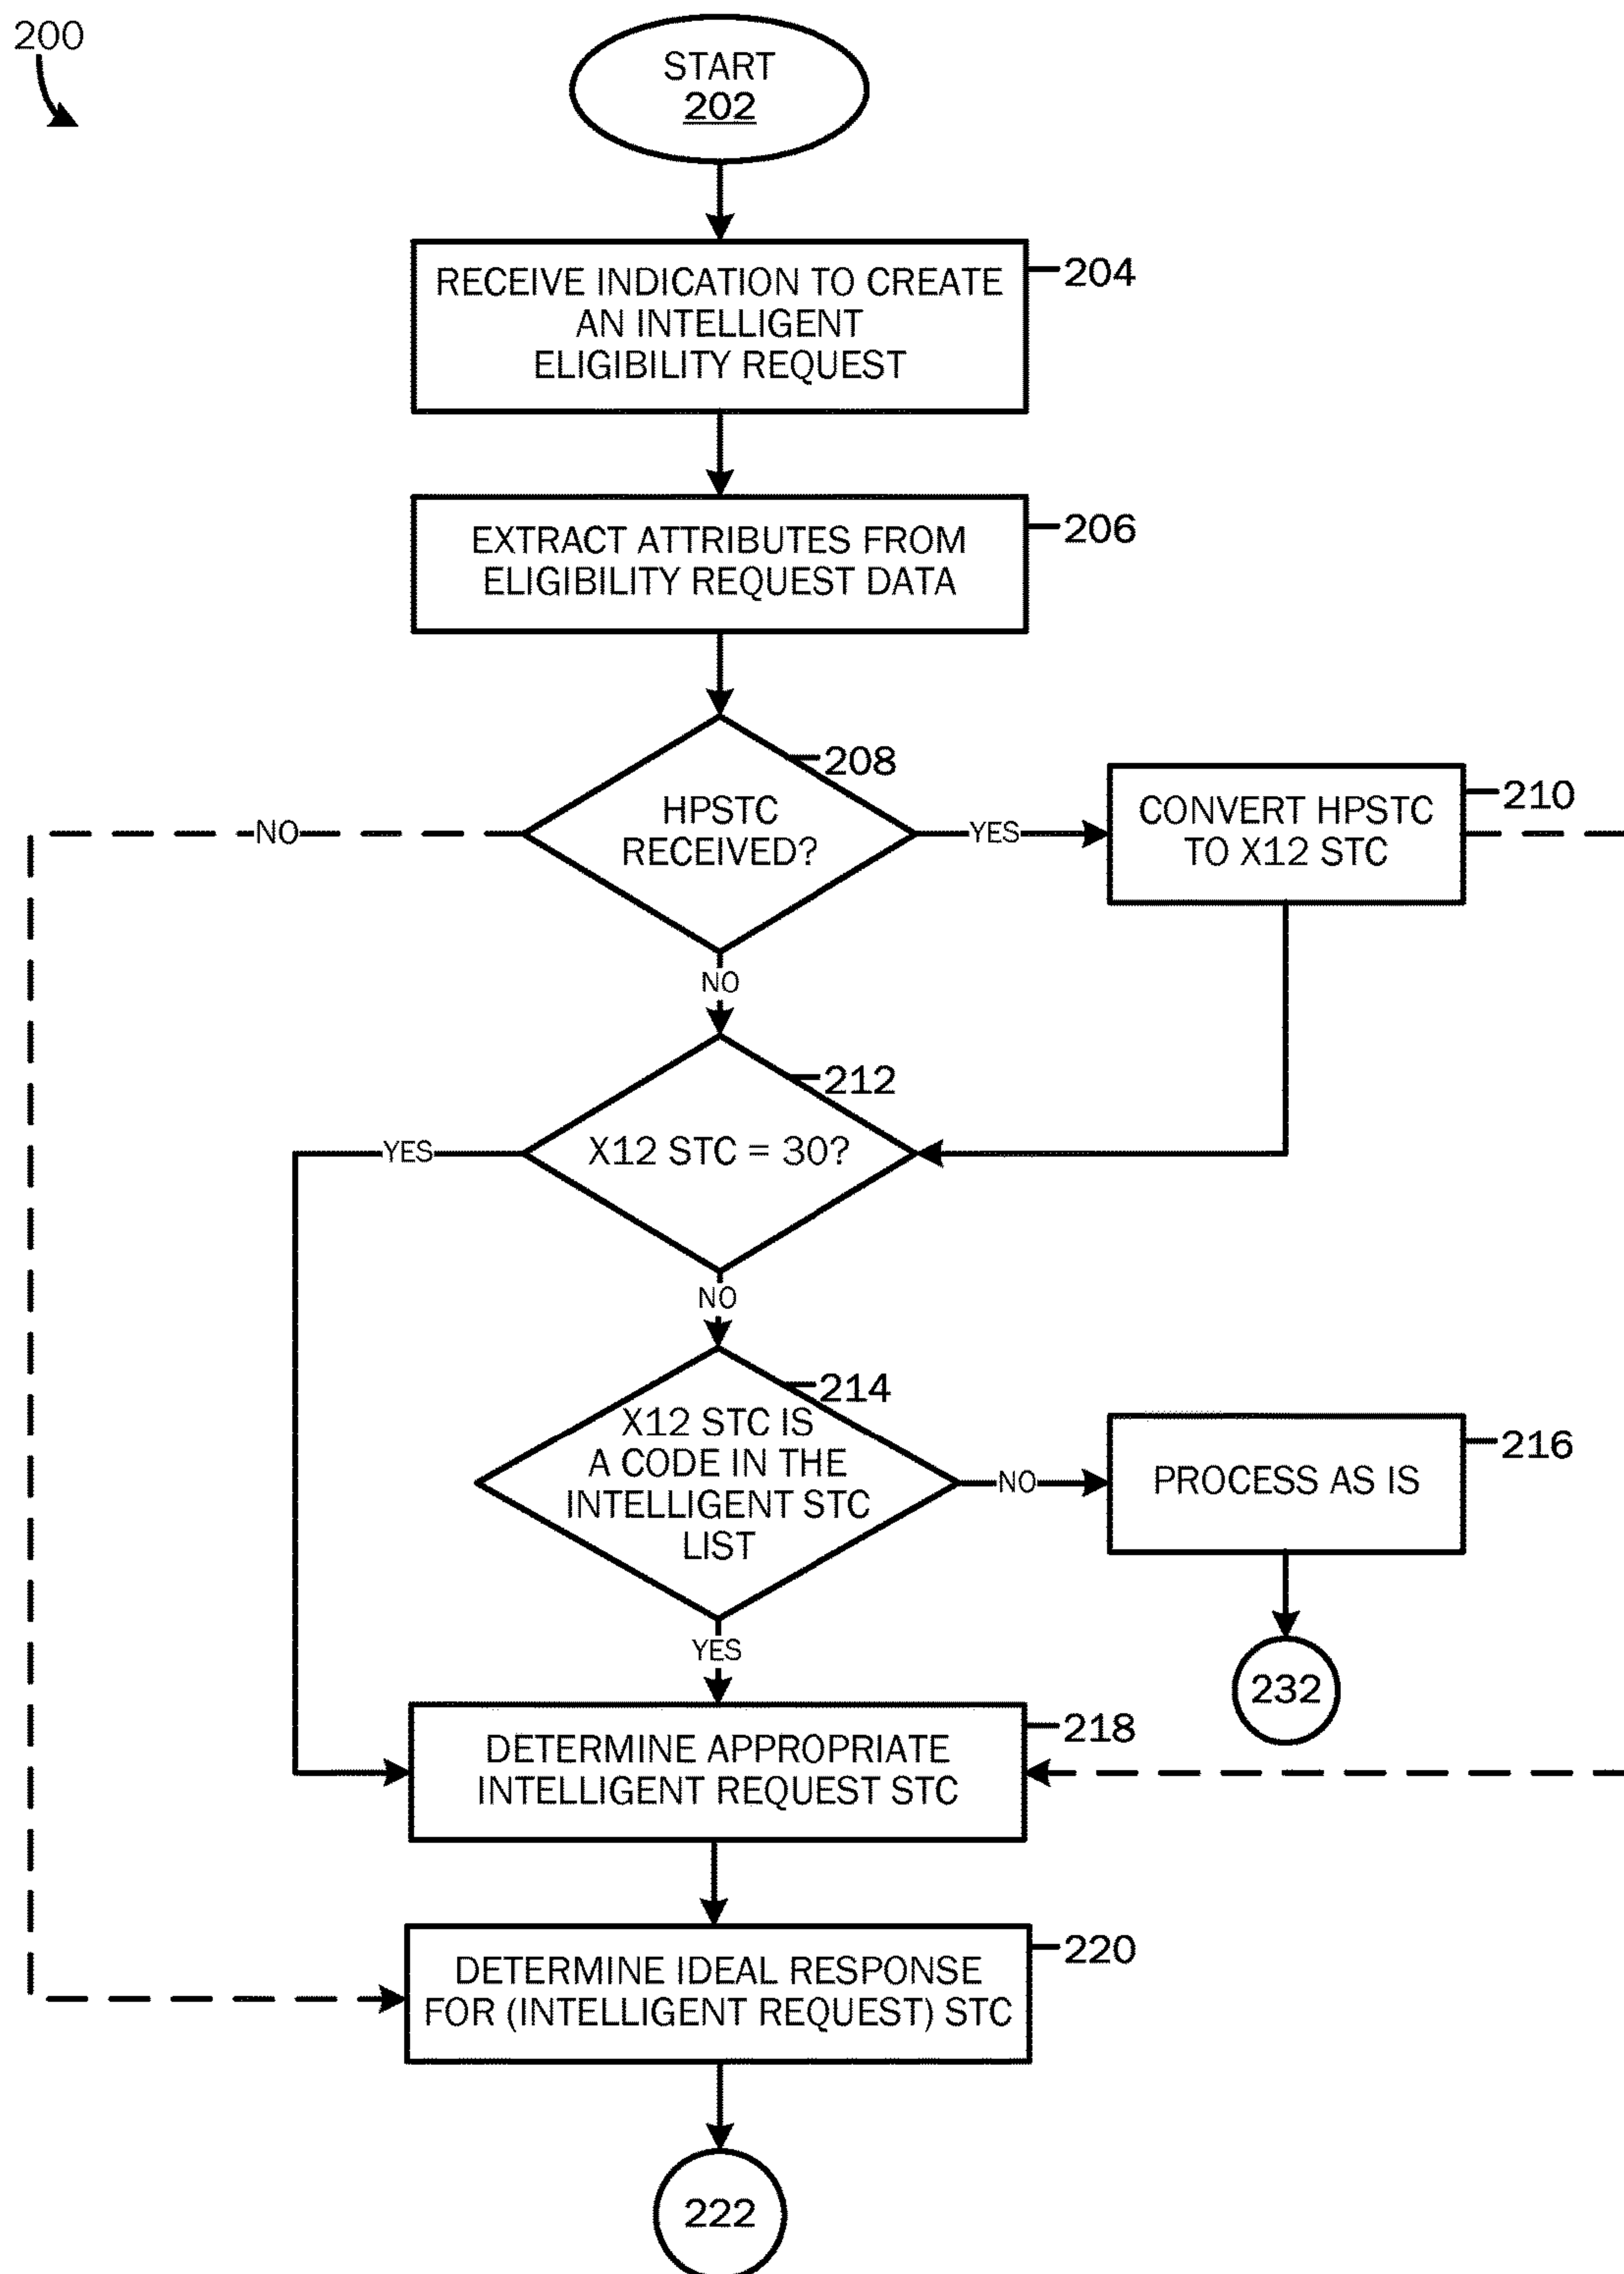 200
START
202
RECEIVE INDICATION TO CREATE
AN INTELLIGENT
ELIGIBILITY REQUEST
204
EXTRACT ATTRIBUTES FROM
ELIGIBILITY REQUEST DATA
206
208
HPSTC
RECEIVED?
NO
YES
CONVERT HPSTC
TO X12 STC
210
NO
212
X12 STC = 30?
YES
NO
214
X12 STC IS
A CODE IN THE
INTELLIGENT STC
LIST
NO
PROCESS AS IS
216
YES
232
DETERMINE APPROPRIATE
INTELLIGENT REQUEST STC
218
DETERMINE IDEAL RESPONSE
FOR (INTELLIGENT REQUEST) STC
220
222